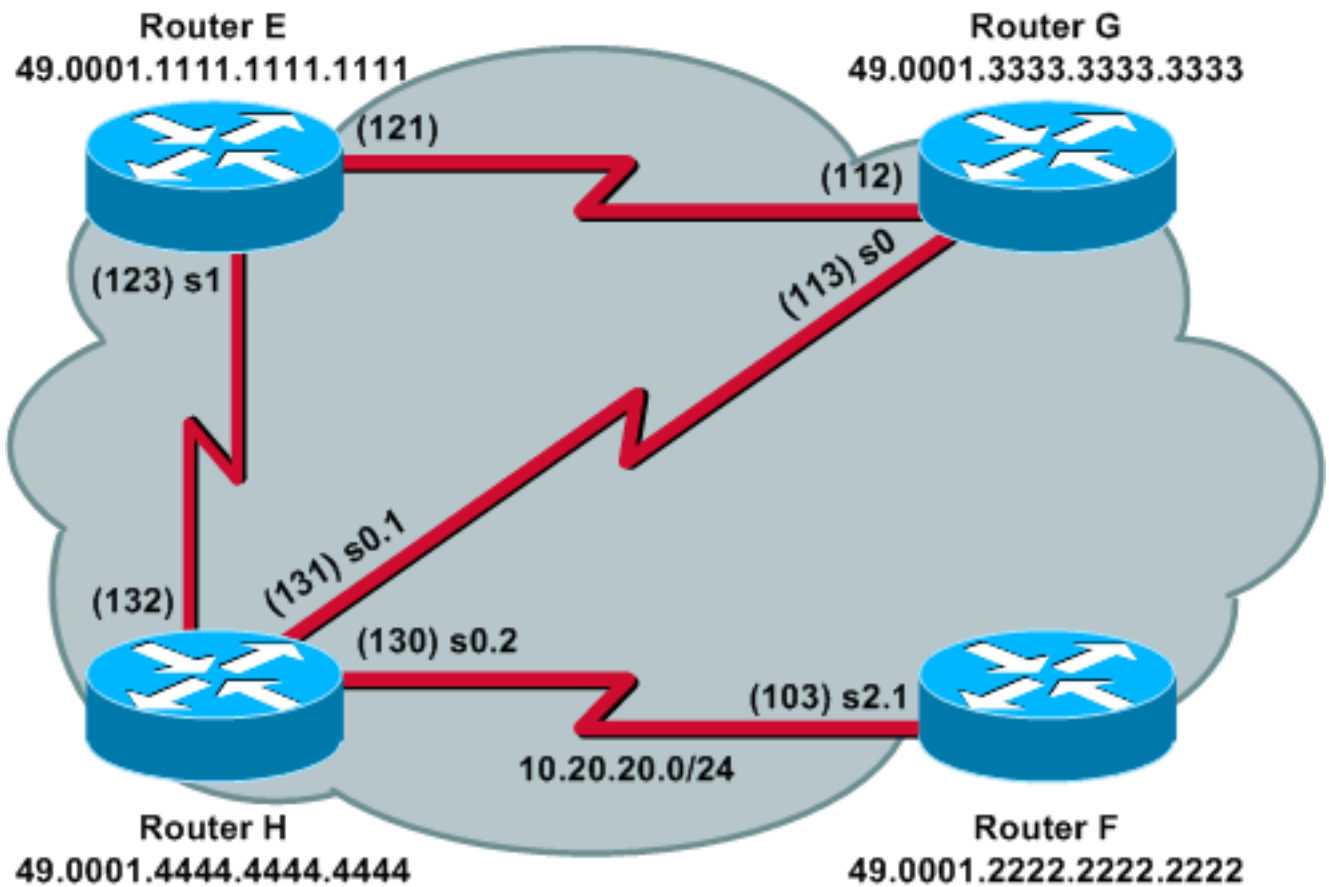 Router E
49.0001.1111.1111.1111
Router G
49.0001.3333.3333.3333
(121)
(112)
(123) s1
(113) s0
(132)
(131) s0.1
(130) s0.2
(103) s2.1
10.20.20.0/24
Router H
49.0001.4444.4444.4444
Router F
49.0001.2222.2222.2222